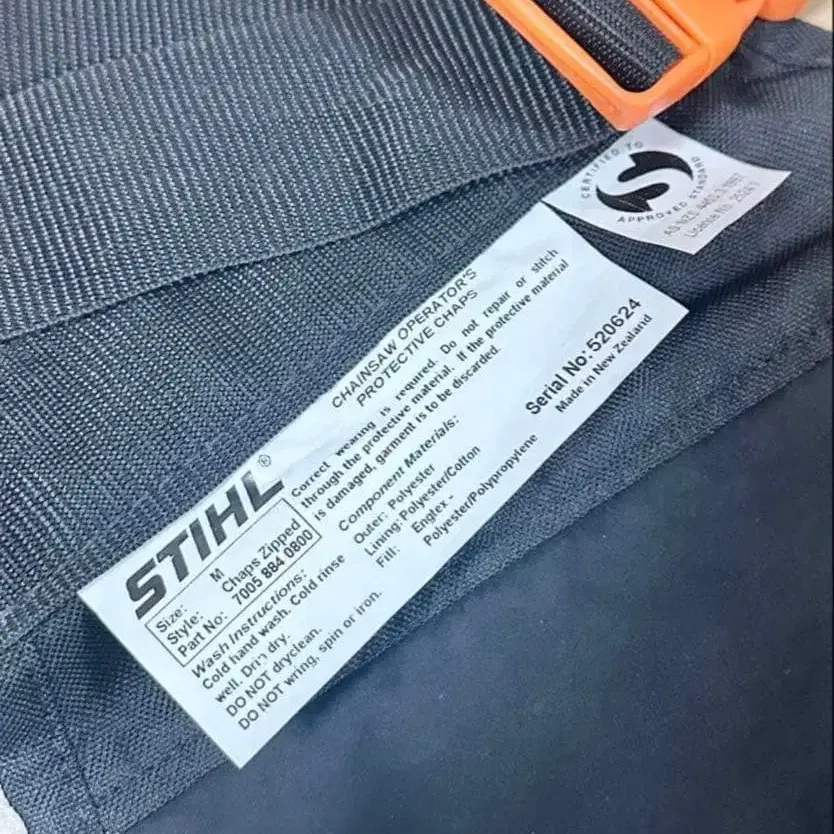 CERTIFIED TO
S
APPROVED STANDARD
License No.
STIHL®
Size: M
Style: Chaps Zipped
Part No: 7005 884 0800
Wash Instructions:
Cold hand wash. Cold rinse
well. Drip dry.
DO NOT dryclean.
DO NOT wring, spin or iron.
CHAINSAW OPERATOR'S
PROTECTIVE CHAPS
Correct wearing is required. Do not repair or stitch
through the protective material. If the protective material
is damaged, garment is to be discarded.
Component Materials:
Outer: Polyester
Lining: Polyester/Cotton
Fill: Engtex -
Polyester/Polypropylene
Serial No: 520624
Made in New Zealand